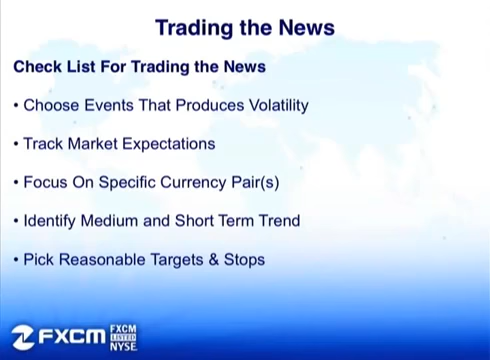 Trading the News
Check List For Trading the News
• Choose Events That Produces Volatility
• Track Market Expectations
• Focus On Specific Currency Pair(s)
• Identify Medium and Short Term Trend
• Pick Reasonable Targets & Stops
FXCM
FXCM
LISTED
NYSE